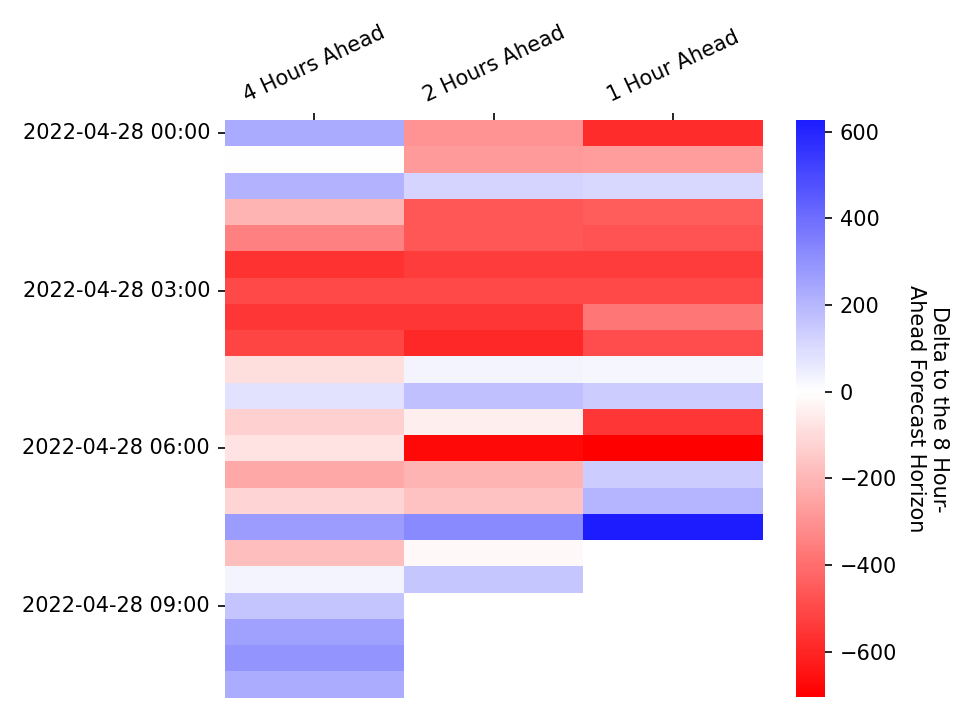 4 Hours Ahead
2 Hours Ahead
1 Hour Ahead
2022-04-28 00:00
2022-04-28 03:00
2022-04-28 06:00
2022-04-28 09:00
600
400
200
0
−200
−400
−600
Delta to the 8 Hour-
Ahead Forecast Horizon